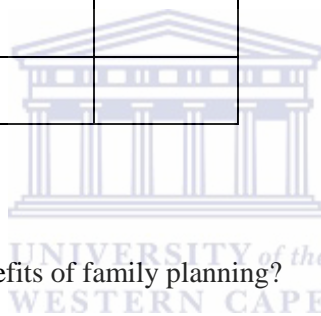 UNIVERSITY of the
efits of family planning?
WESTERN CAPE